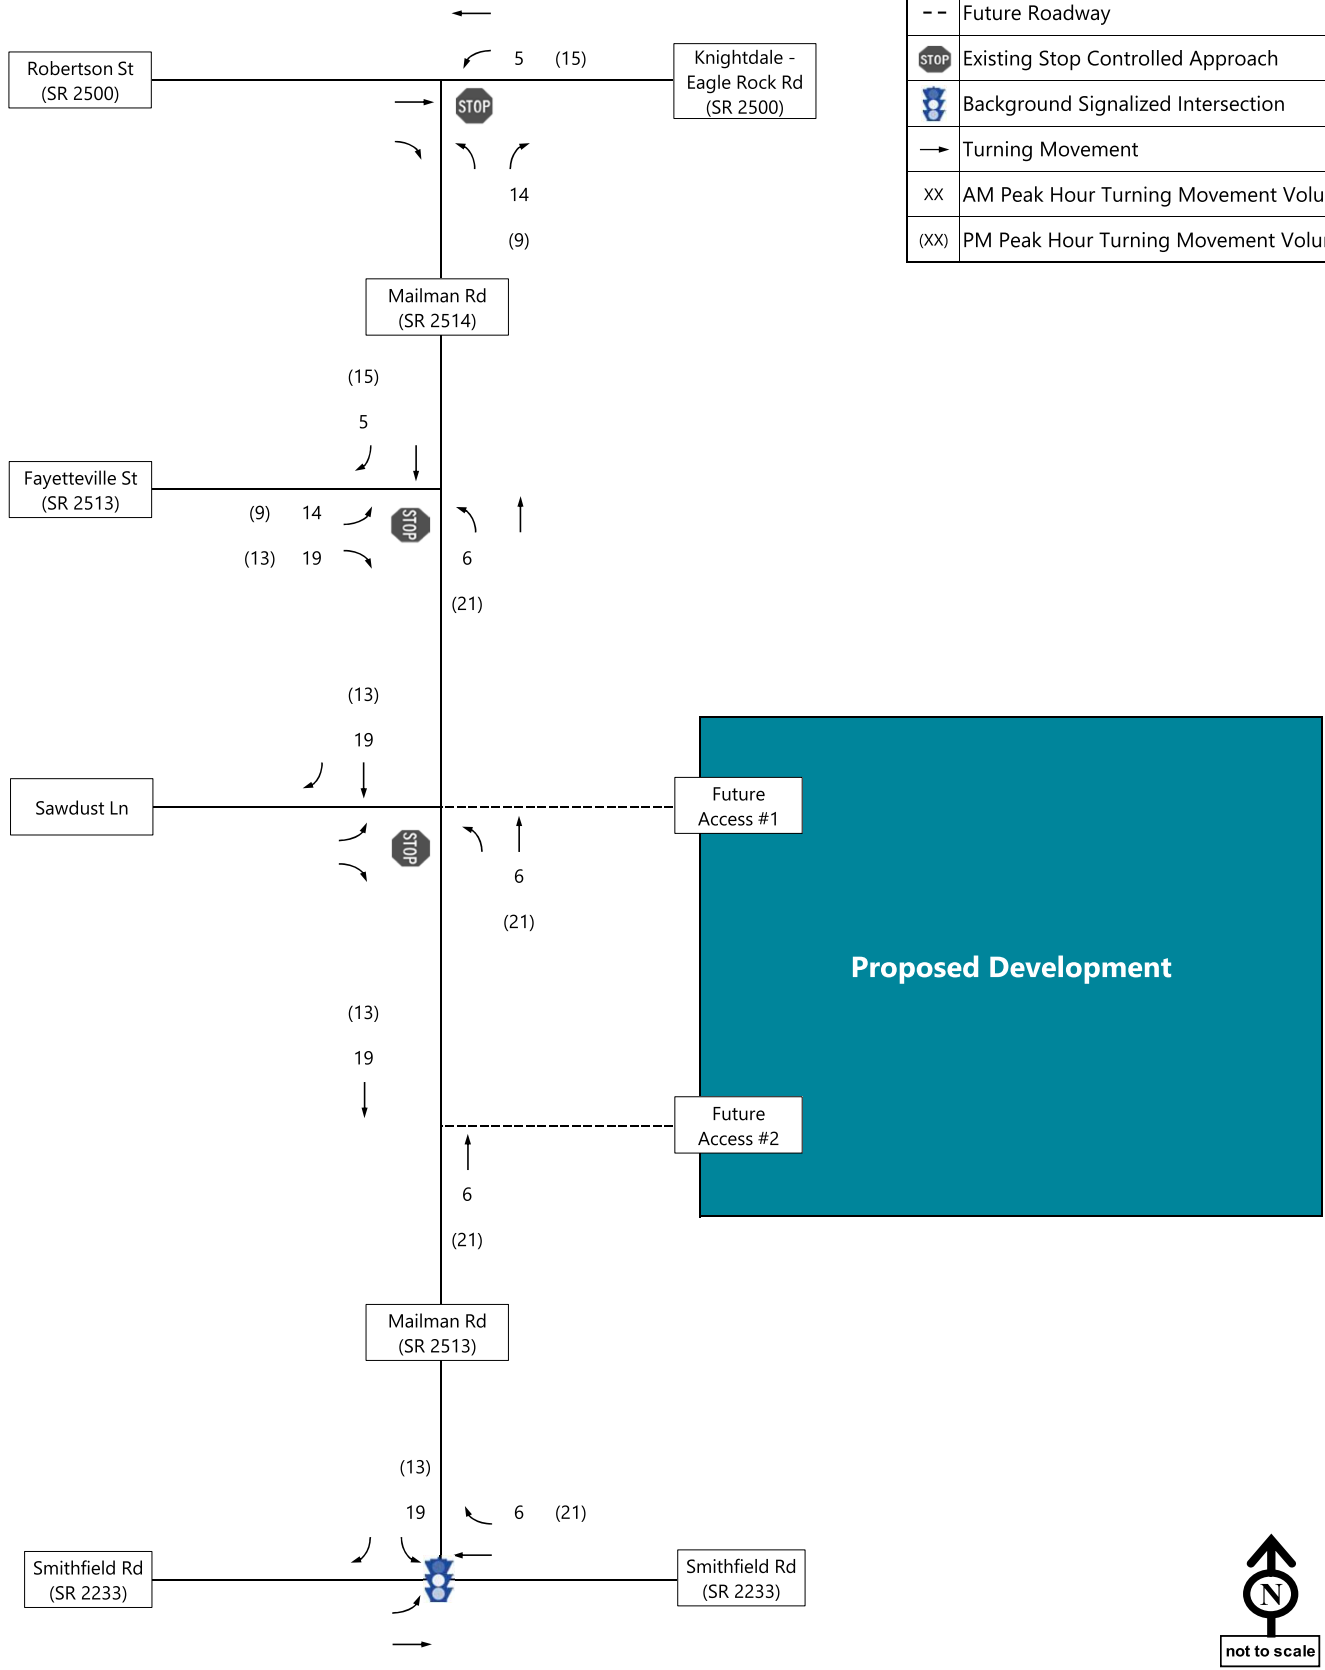 Future Roadway
STOP Existing Stop Controlled Approach
Background Signalized Intersection
Turning Movement
XX AM Peak Hour Turning Movement Volu
(XX) PM Peak Hour Turning Movement Volu
5 (15)
Robertson St
(SR 2500)
Knightdale -
Eagle Rock Rd
(SR 2500)
STOP
14
(9)
Mailman Rd
(SR 2514)
(15)
5
Fayetteville St
(SR 2513)
(9) 14
STOP
(13) 19
6
(21)
(13)
19
Sawdust Ln
Future
Access #1
STOP
6
(21)
Proposed Development
(13)
19
Future
Access #2
6
(21)
Mailman Rd
(SR 2513)
(13)
19
6 (21)
Smithfield Rd
(SR 2233)
Smithfield Rd
(SR 2233)
N
not to scale